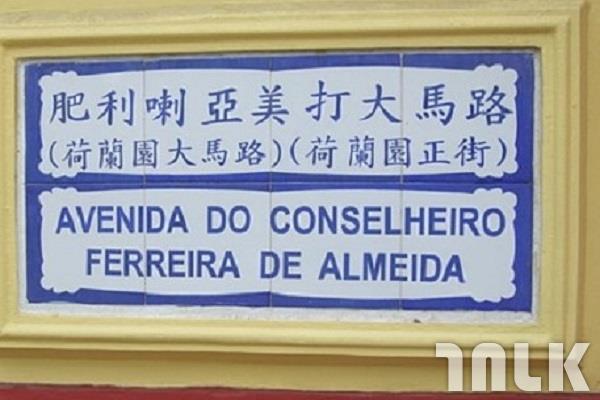 肥利喇亞美打大馬路
(荷蘭園大馬路)(荷蘭園正街)
AVENIDA DO CONSELHEIRO
FERREIRA DE ALMEIDA